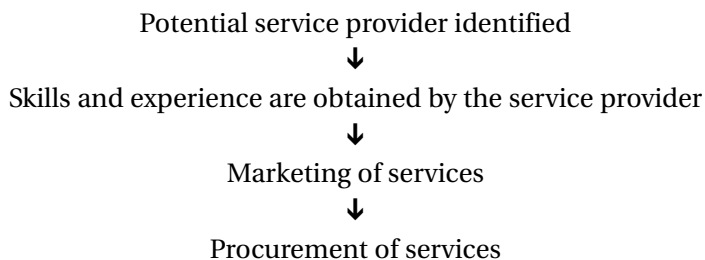 Potential service provider identified
↓
Skills and experience are obtained by the service provider
↓
Marketing of services
↓
Procurement of services